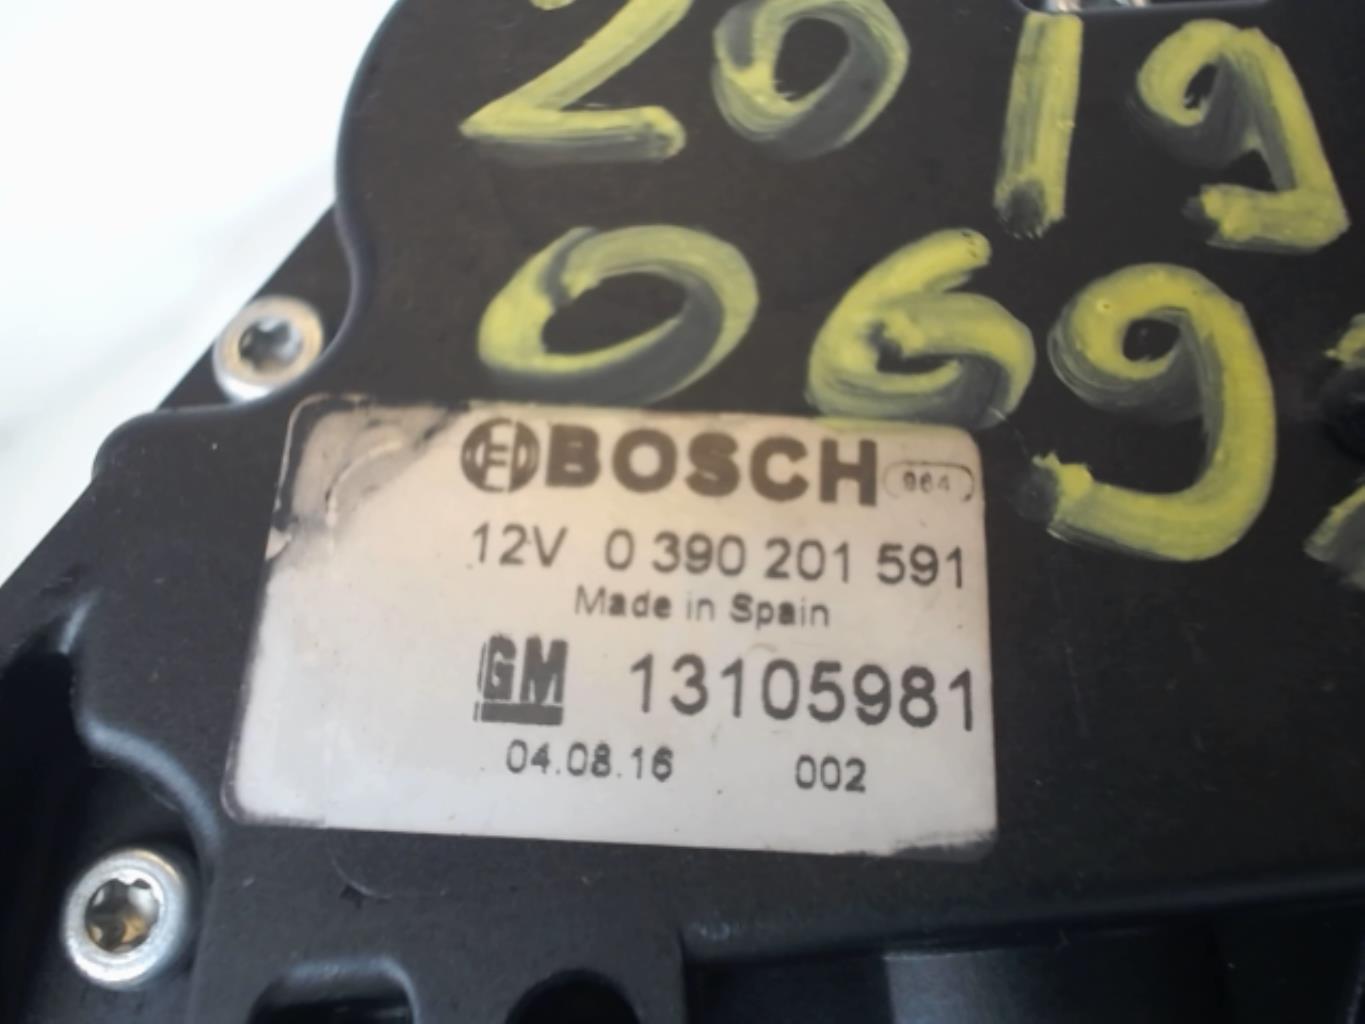 2019
069
BOSCH 964
12V 0 390 201 591
Made in Spain
GM 13105981
04.08.16 002